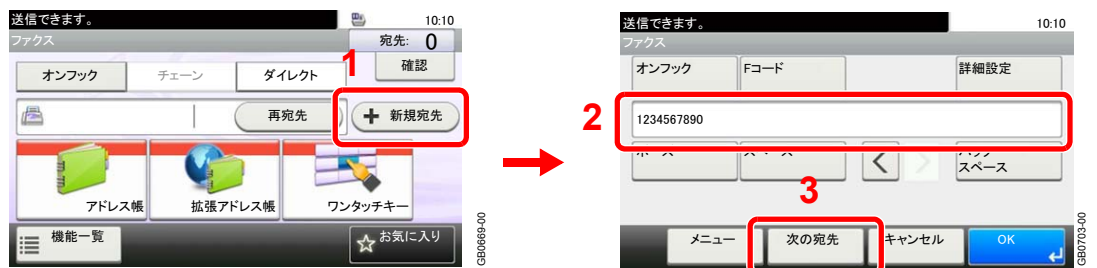 送信できます。
10:10
ファクス
宛先: 0
1
確認
オンフック
チェーン
ダイレクト
再宛先
新規宛先
アドレス帳
拡張アドレス帳
ワンタッチキー
機能一覧
お気に入り
GB0669-00
送信できます。
10:10
ファクス
オンフック
Fコード
詳細設定
2
1234567890
スペース
3
メニュー
次の宛先
キャンセル
OK
GB0703-00